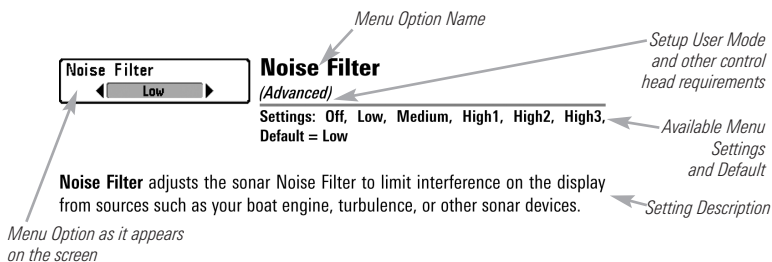 Menu Option Name
Setup User Mode
and other control
head requirements
Noise Filter
Low
Noise Filter
(Advanced)
Settings: Off, Low, Medium, High1, High2, High3,
Default = Low
Available Menu
Settings
and Default
Noise Filter adjusts the sonar Noise Filter to limit interference on the display
from sources such as your boat engine, turbulence, or other sonar devices.
Setting Description
Menu Option as it appears
on the screen